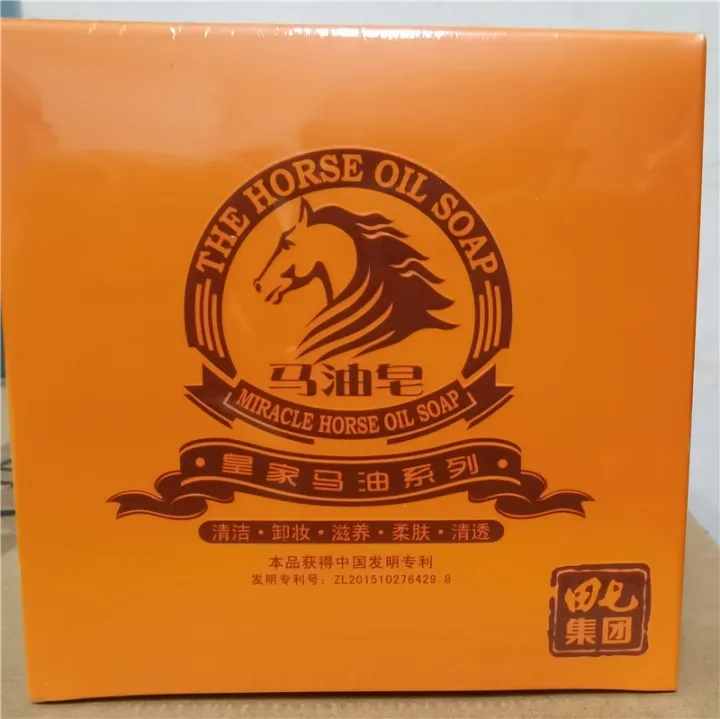 THE HORSE OIL SOAP
马油皂
MIRACLE HORSE OIL SOAP
·皇家马油系列·
清洁·卸妆·滋养·柔肤·清透
本品获得中国发明专利
发明专利号：ZL201510276429 8
集团